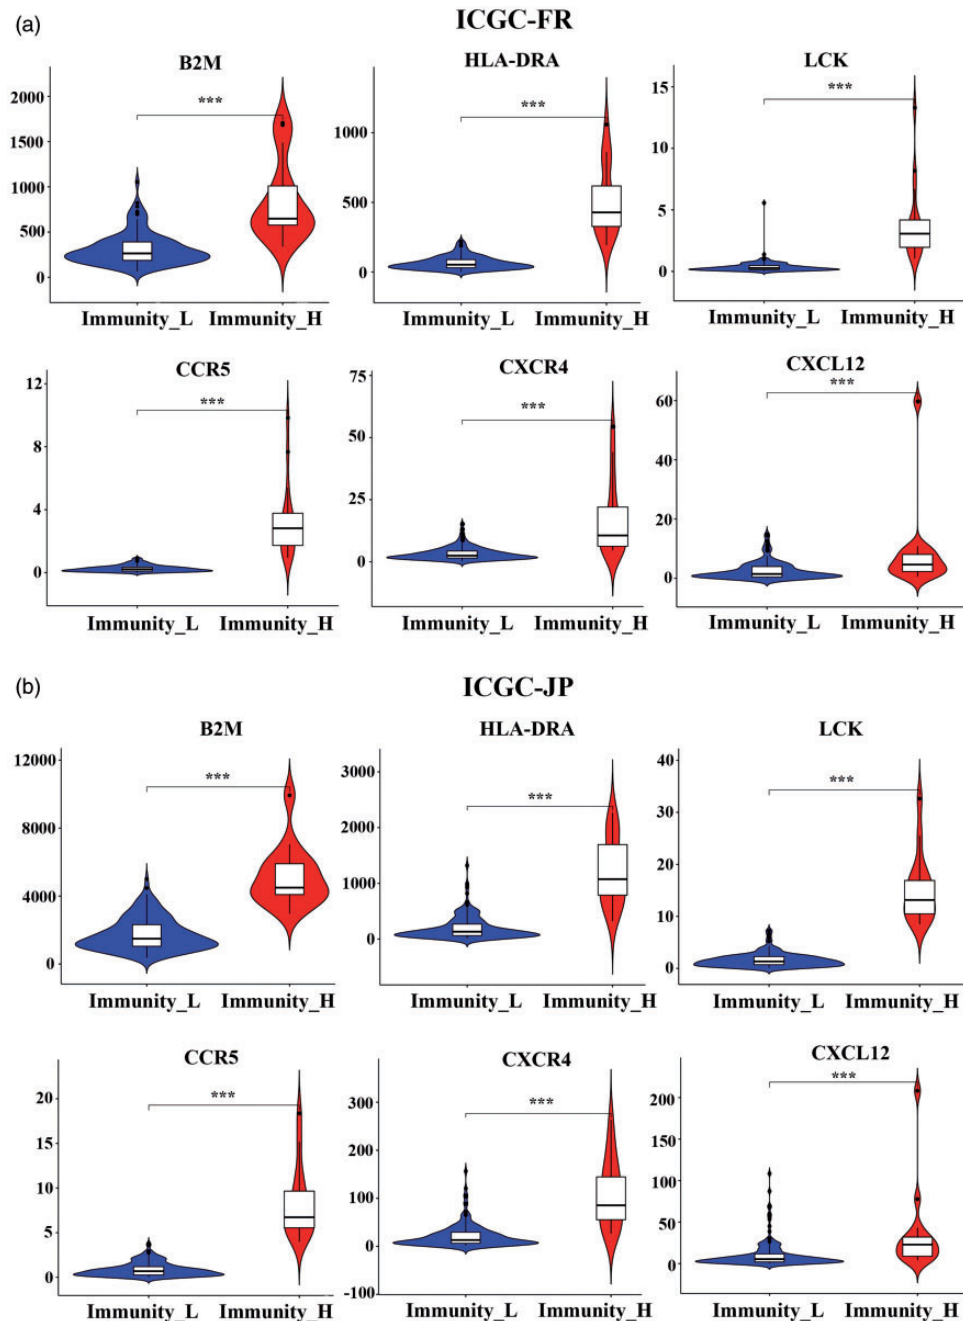 (a)
ICGC-FR
B2M
HLA-DRA
LCK
2000
1500
1000
500
0
***
Immunity_L Immunity_H
1000
500
0
***
Immunity_L Immunity_H
15
10
5
0
***
Immunity_L Immunity_H
CCR5
CXCR4
CXCL12
12
8
4
0
***
Immunity_L Immunity_H
75
50
25
0
***
Immunity_L Immunity_H
60
40
20
0
***
Immunity_L Immunity_H
(b)
ICGC-JP
B2M
HLA-DRA
LCK
12000
8000
4000
0
***
Immunity_L Immunity_H
3000
2000
1000
0
***
Immunity_L Immunity_H
40
30
20
10
0
***
Immunity_L Immunity_H
CCR5
CXCR4
CXCL12
20
15
10
5
0
***
Immunity_L Immunity_H
300
200
100
0
-100
***
Immunity_L Immunity_H
200
150
100
50
0
***
Immunity_L Immunity_H